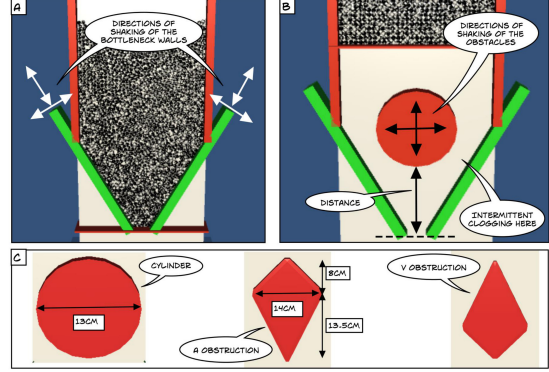 A
DIRECTIONS OF
SHAKING OF THE
BOTTLENECK WALLS
B
DIRECTIONS OF
SHAKING OF THE
OBSTACLES
DISTANCE
INTERMITTENT
CLOGGING HERE
C
CYLINDER
13CM
8CM
14CM
13.5CM
Λ OBSTRUCTION
V OBSTRUCTION